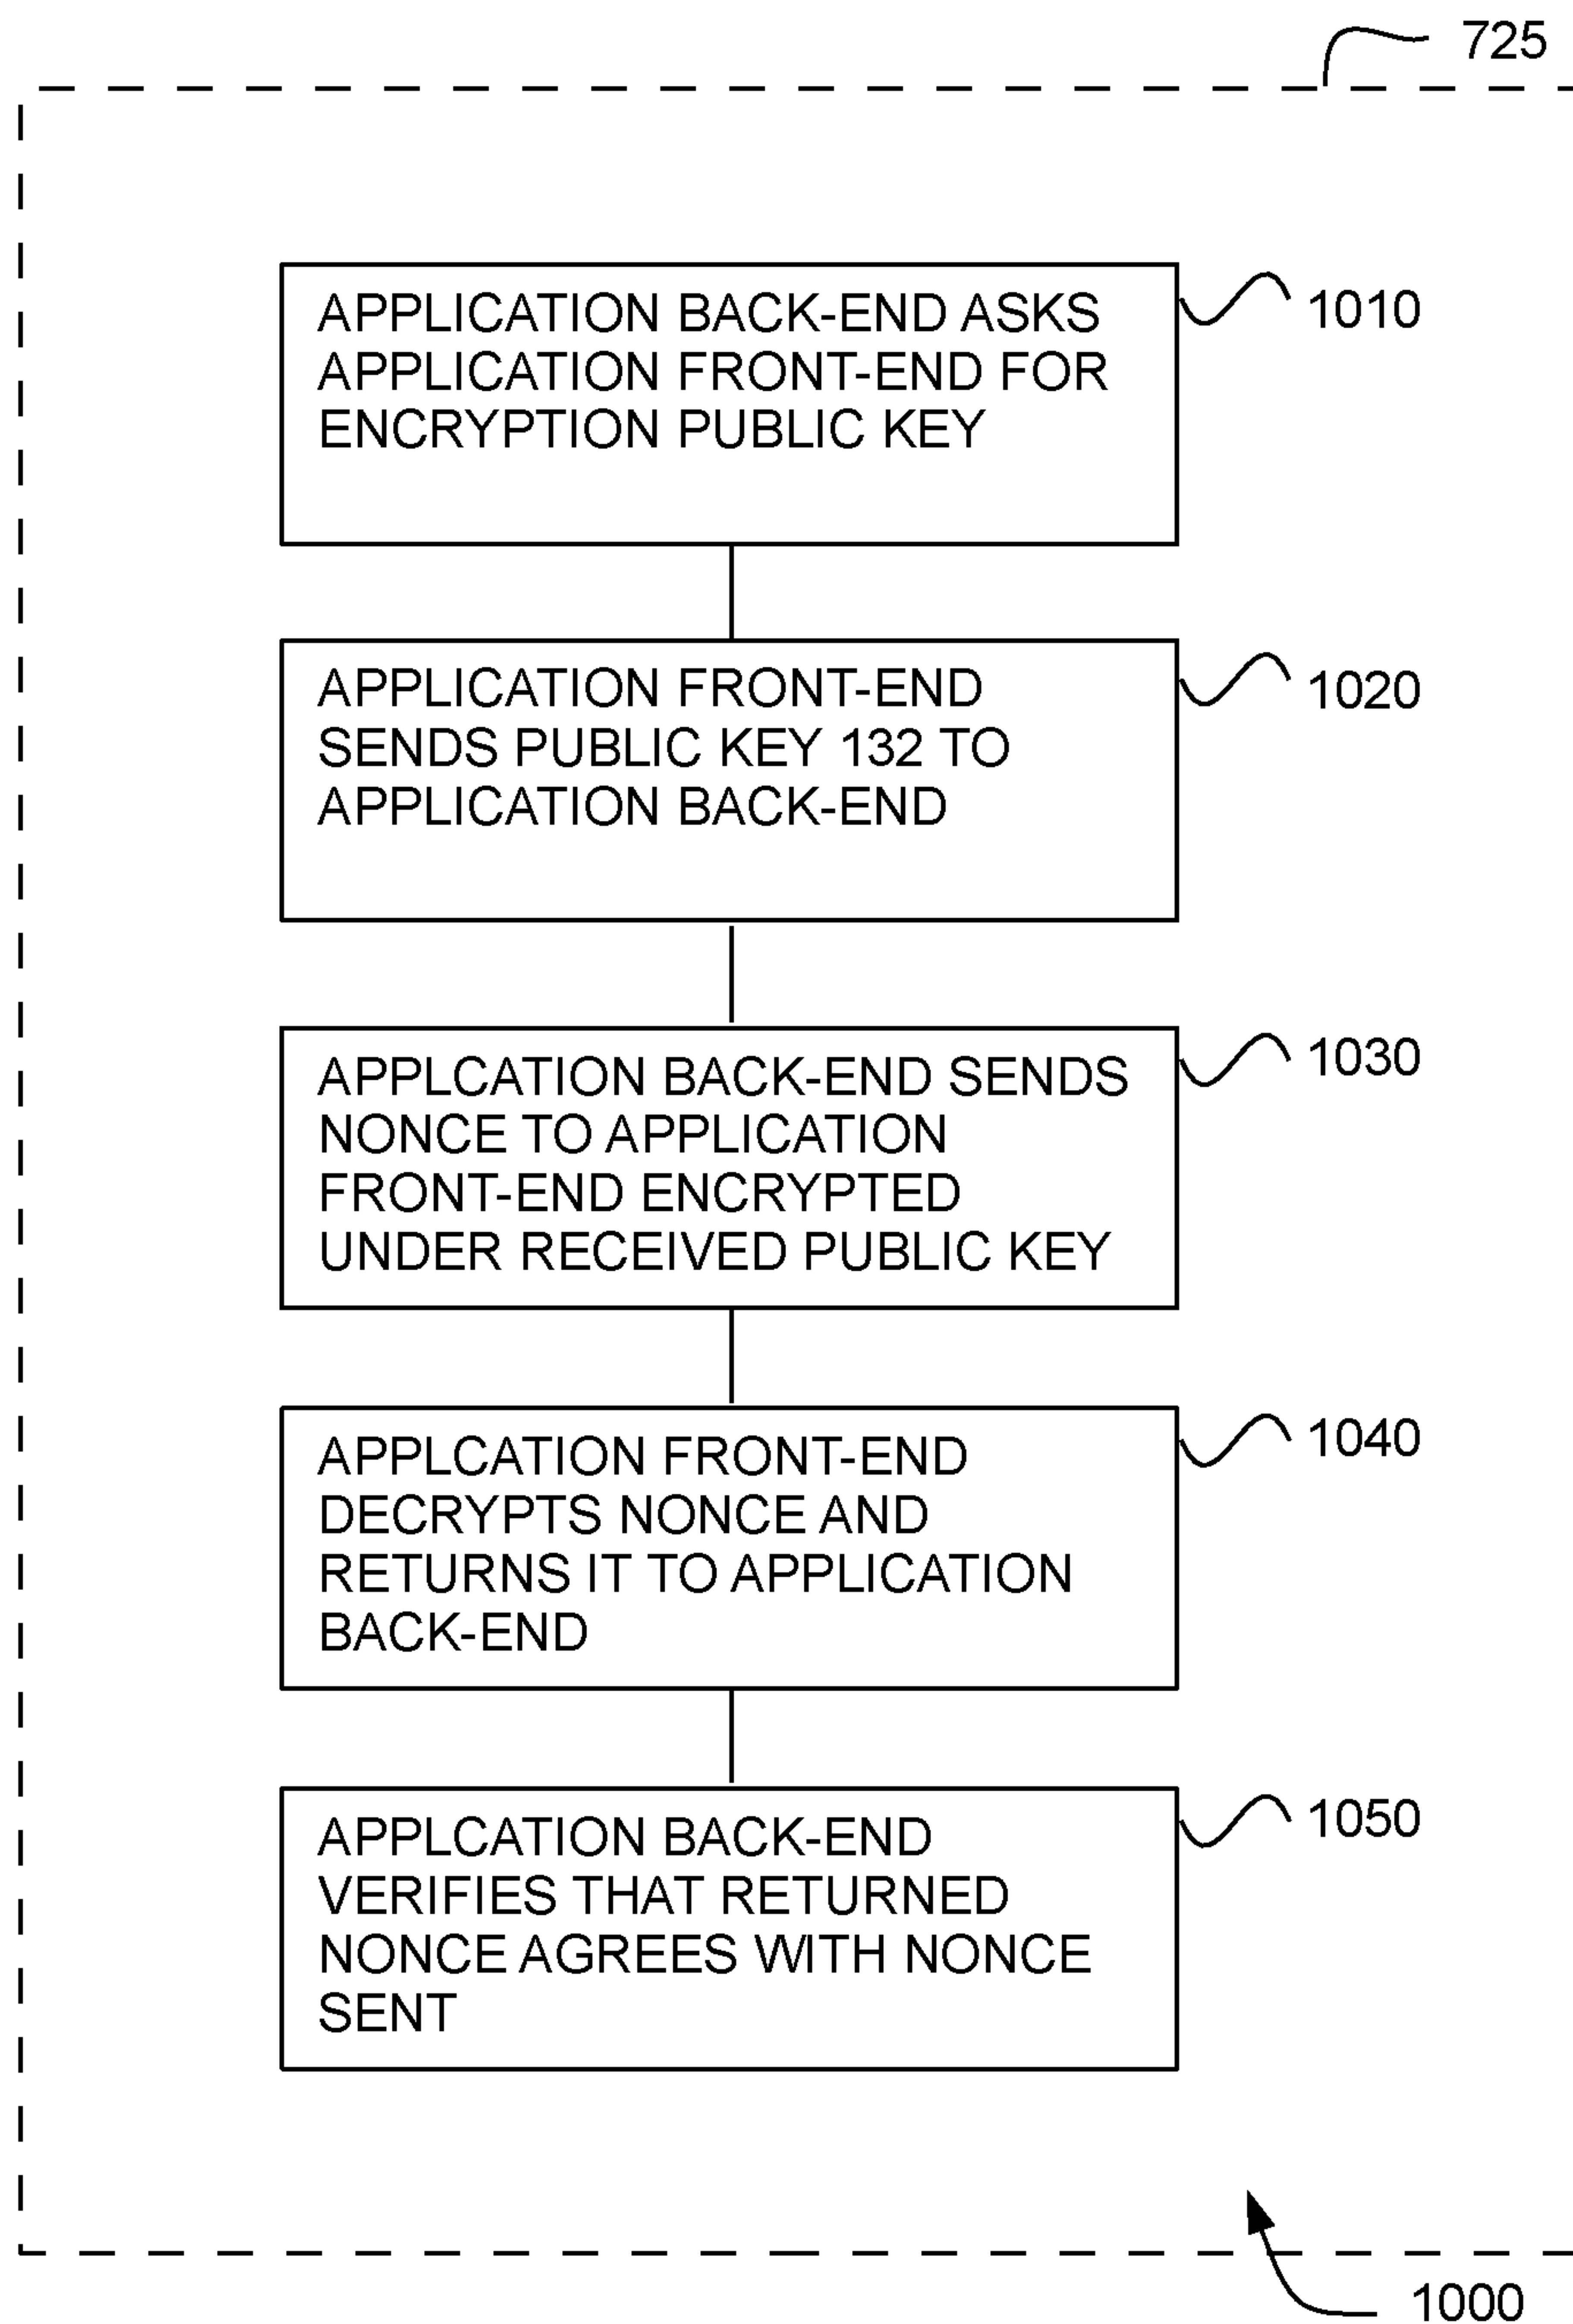 725
APPLICATION BACK-END ASKS
APPLICATION FRONT-END FOR
ENCRYPTION PUBLIC KEY
1010
APPLICATION FRONT-END
SENDS PUBLIC KEY 132 TO
APPLICATION BACK-END
1020
APPLCATION BACK-END SENDS
NONCE TO APPLICATION
FRONT-END ENCRYPTED
UNDER RECEIVED PUBLIC KEY
1030
APPLCATION FRONT-END
DECRYPTS NONCE AND
RETURNS IT TO APPLICATION
BACK-END
1040
APPLCATION BACK-END
VERIFIES THAT RETURNED
NONCE AGREES WITH NONCE
SENT
1050
1000